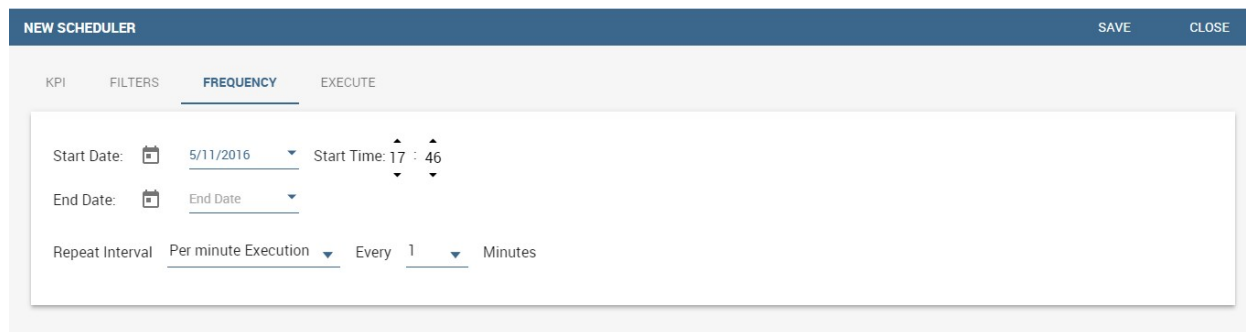 NEW SCHEDULER SAVE CLOSE
KPI FILTERS FREQUENCY EXECUTE
Start Date: 5/11/2016 Start Time: 17 : 46
End Date: End Date
Repeat Interval Per minute Execution Every 1 Minutes